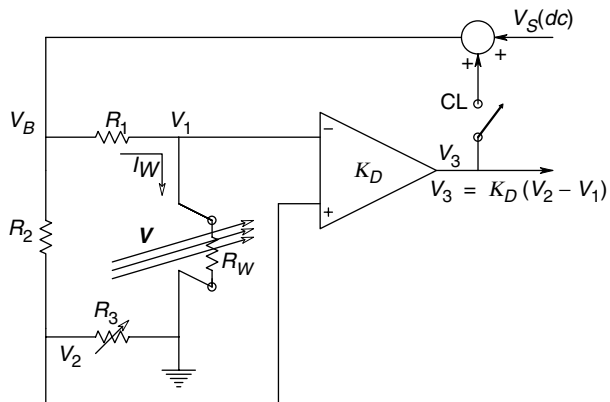 V_S(dc)
+
+
CL
V_B
R_1
V_1
I_W
−
K_D
V_3
V_3 = K_D (V_2 − V_1)
+
R_2
V
R_W
R_3
V_2